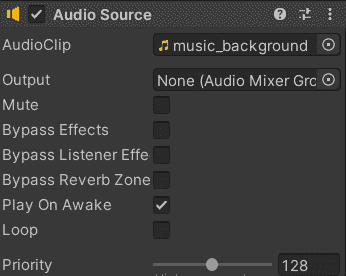 Audio Source
AudioClip music_background
Output None (Audio Mixer Gro
Mute
Bypass Effects
Bypass Listener Effe
Bypass Reverb Zone
Play On Awake
Loop
Priority 128